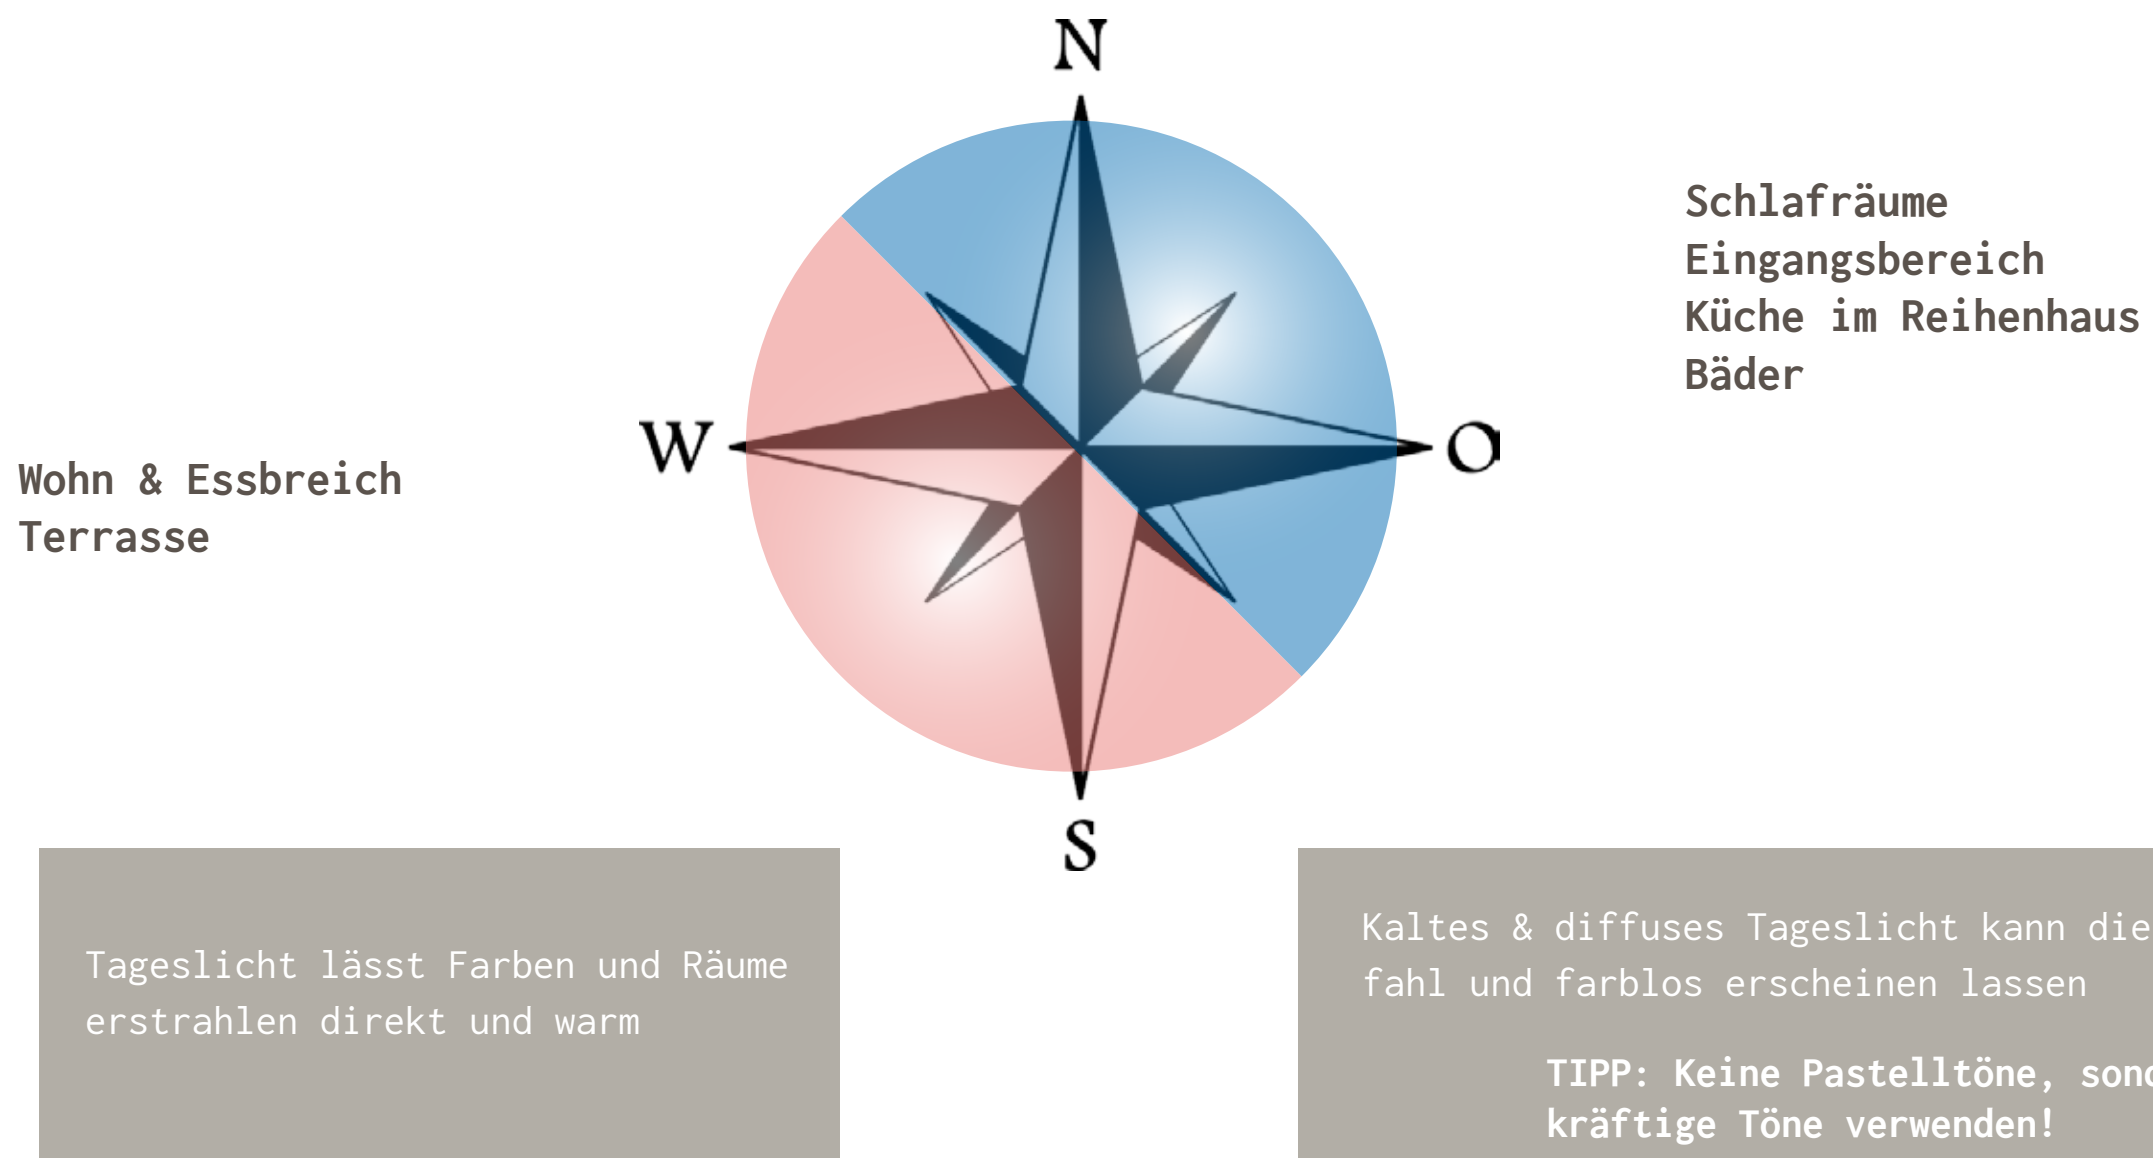 N
Schlafräume
Eingangsbereich
Küche im Reihenhaus
Bäder
W
O
Wohn & Essbreich
Terrasse
S
Tageslicht lässt Farben und Räume
erstrahlen direkt und warm
Kaltes & diffuses Tageslicht kann die
fahl und farblos erscheinen lassen
TIPP: Keine Pastelltöne,
kräftige Töne verwenden!